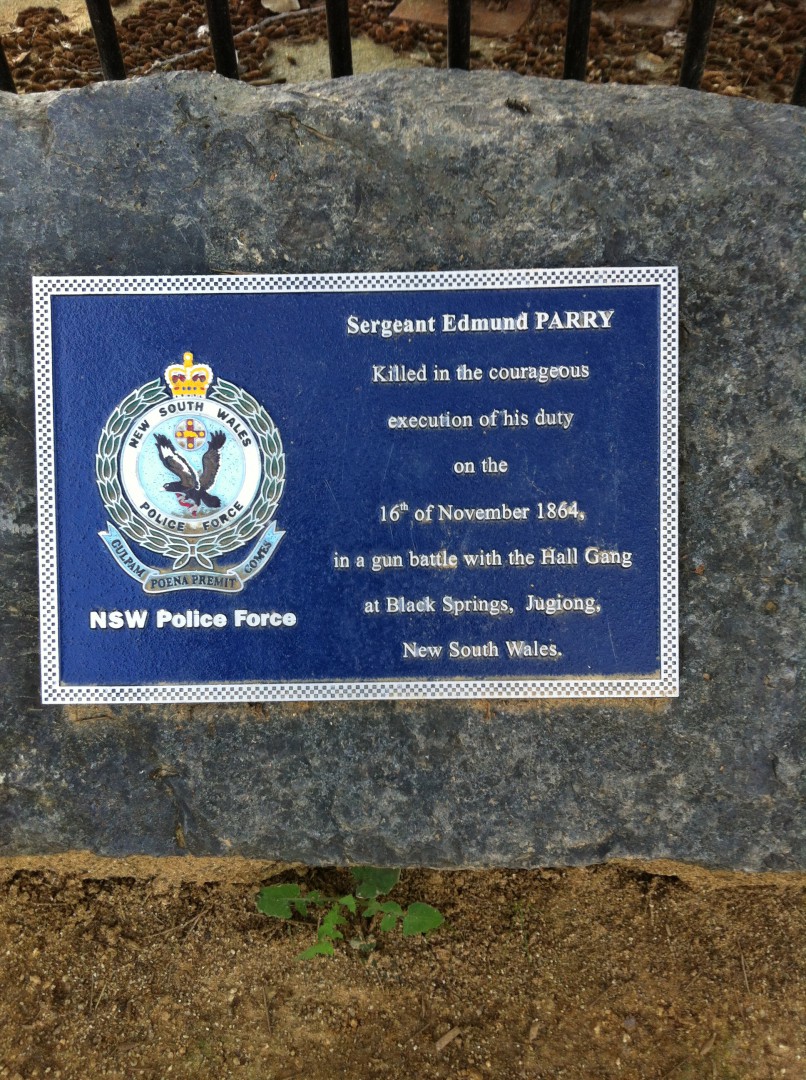 NEW SOUTH WALES
POLICE FORCE
CULPAM POENA PREMIT COMES
NSW Police Force
Sergeant Edmund PARRY
Killed in the courageous
execution of his duty
on the
16th of November 1864,
in a gun battle with the Hall Gang
at Black Springs, Jugiong,
New South Wales.